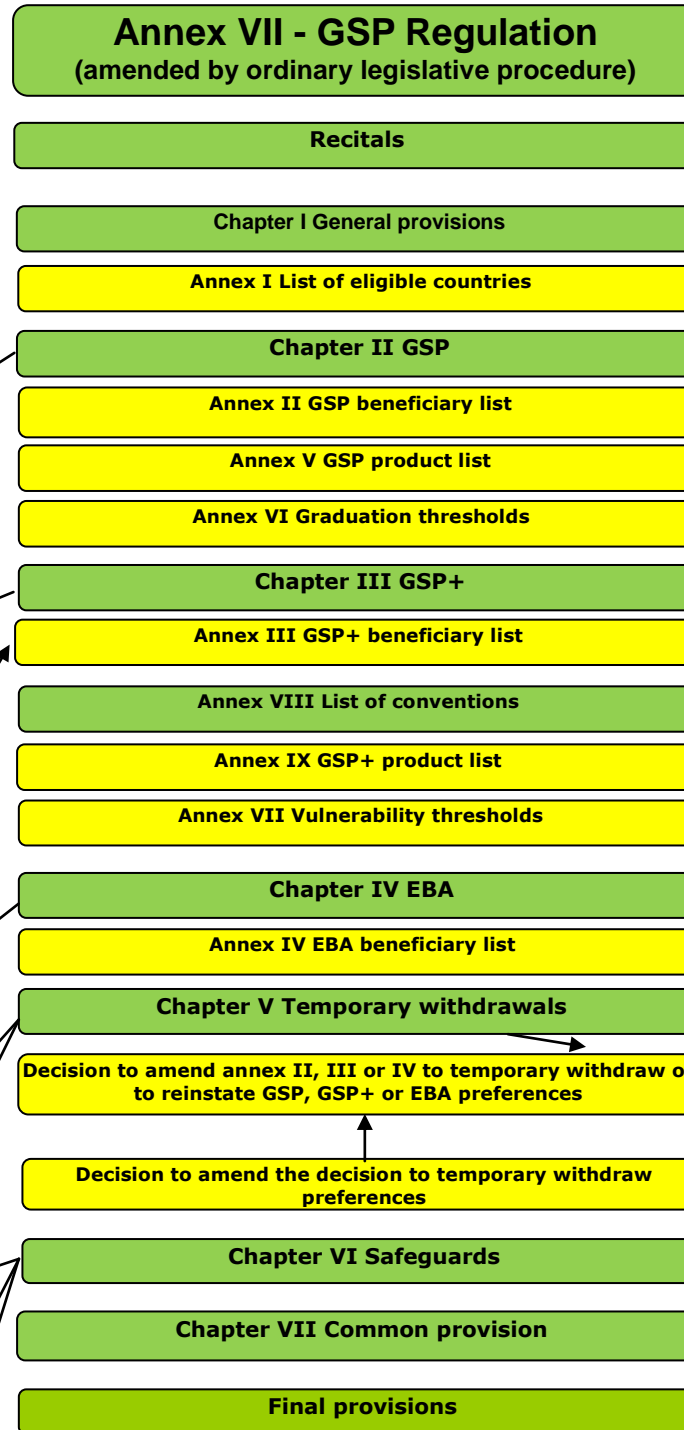 Annex VII - GSP Regulation
(amended by ordinary legislative procedure)
Recitals
Chapter I General provisions
Annex I List of eligible countries
Chapter II GSP
Annex II GSP beneficiary list
Annex V GSP product list
Annex VI Graduation thresholds
Chapter III GSP+
Annex III GSP+ beneficiary list
Annex VIII List of conventions
Annex IX GSP+ product list
Annex VII Vulnerability thresholds
Chapter IV EBA
Annex IV EBA beneficiary list
Chapter V Temporary withdrawals
Decision to amend annex II, III or IV to temporary withdraw
to reinstate GSP, GSP+ or EBA preferences
Decision to amend the decision to temporary withdraw
preferences
Chapter VI Safeguards
Chapter VII Common provision
Final provisions